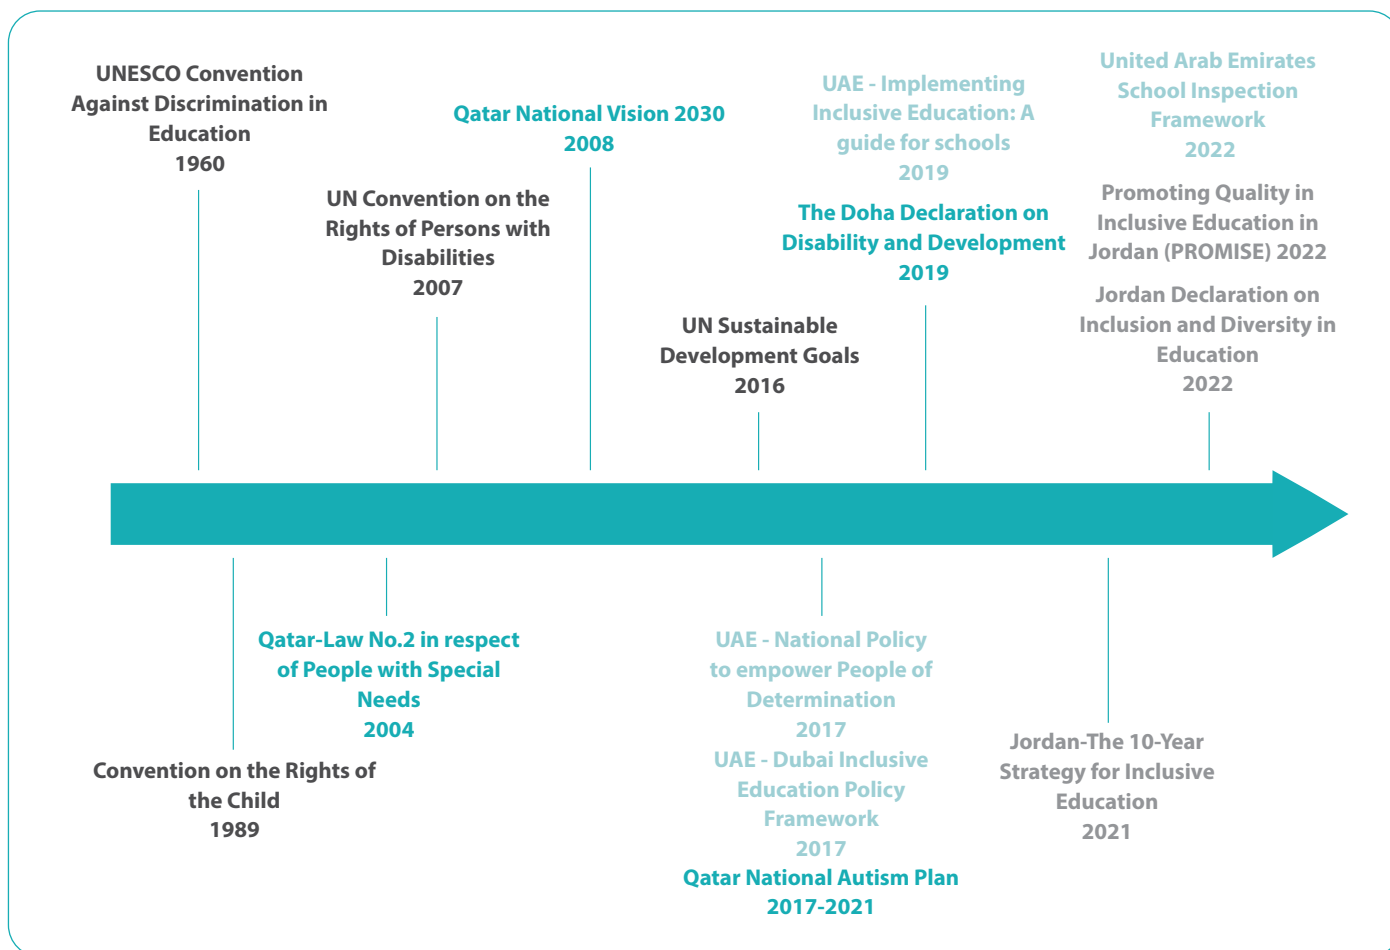 UNESCO Convention
Against Discrimination in
Education
1960
UN Convention on the
Rights of Persons with
Disabilities
2007
Qatar National Vision 2030
2008
UN Sustainable
Development Goals
2016
UAE - Implementing
Inclusive Education: A
guide for schools
2019
The Doha Declaration on
Disability and Development
2019
United Arab Emirates
School Inspection
Framework
2022
Promoting Quality in
Inclusive Education in
Jordan (PROMISE) 2022
Jordan Declaration on
Inclusion and Diversity in
Education
2022
Convention on the Rights of
the Child
1989
Qatar-Law No.2 in respect
of People with Special
Needs
2004
UAE - National Policy
to empower People of
Determination
2017
UAE - Dubai Inclusive
Education Policy
Framework
2017
Qatar National Autism Plan
2017-2021
Jordan-The 10-Year
Strategy for Inclusive
Education
2021